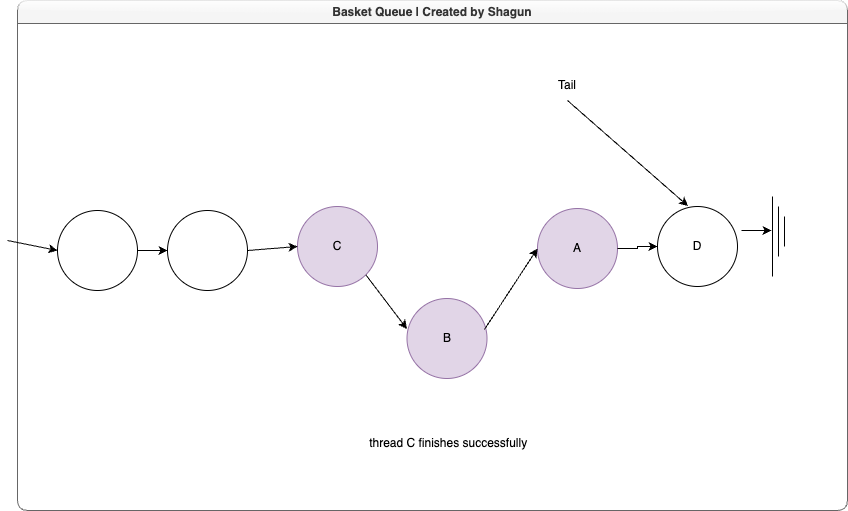 Basket Queue | Created by Shagun
Tail
C
A
D
B
thread C finishes successfully